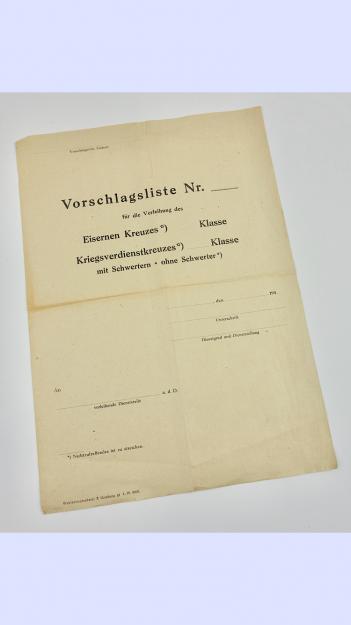 Vorschlagsliste Nr.
für die Verleihung des
Eisernen Kreuzes *) Klasse
Kriegsverdienstkreuzes *) Klasse
mit Schwertern - ohne Schwerter *)
, den 194
Unterschrift
Dienstgrad und Dienststellung
An
a. d. D.
verleihende Dienststelle
*) Nichtzutreffendes ist zu streichen.